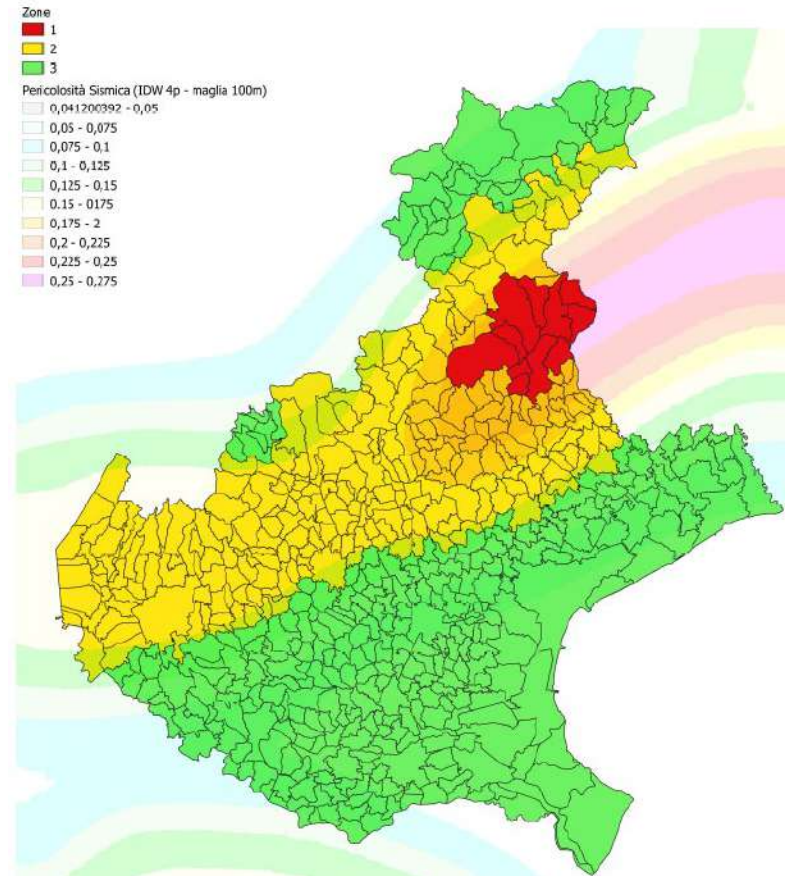 Zone
1
2
3
Pericolosità Sismica (IDW 4p - maglia 100m)
0,041200392 - 0,05
0,05 - 0,075
0,075 - 0,1
0,1 - 0,125
0,125 - 0,15
0.15 - 0175
0,175 - 2
0,2 - 0,225
0,225 - 0,25
0,25 - 0,275